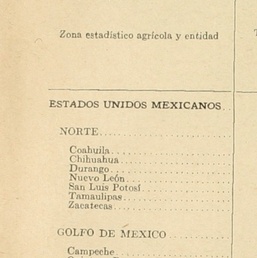 Zona estadístico agrícola y entidad
ESTADOS UNIDOS MEXICANOS..
NORTE..............................
Coahuila..........................
Chihuahua.......................
Durango..........................
Nuevo León.....................
San Luis Potosí................
Tamaulipas......................
Zacatecas........................
GOLFO DE MÉXICO............
Campeche.......................